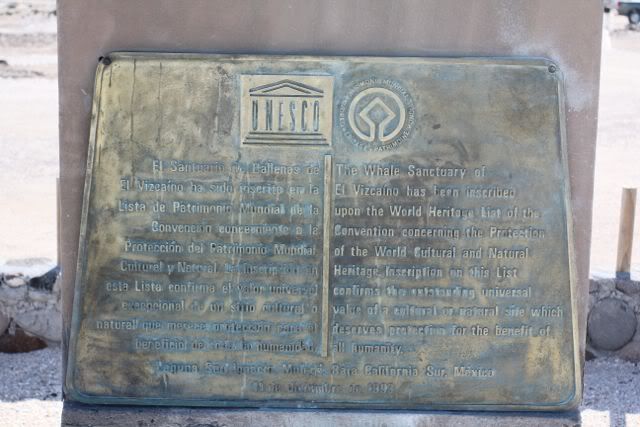 UNESCO
El Santuario de Ballenas de
El Vizcaíno ha sido inscrito en la
Lista de Patrimonio Mundial de la
Convención concerniente a la
Protección del Patrimonio Mundial
Cultural y Natural. La inscripción en
esta Lista confirma el valor universal
excepcional de un sitio cultural o
natural que merece protección para el
beneficio de toda la humanidad.
The Whale Sanctuary of
El Vizcaíno has been inscribed
upon the World Heritage List of the
Convention concerning the Protection
of the World Cultural and Natural
Heritage. Inscription on this List
confirms the outstanding universal
value of a cultural or natural site which
deserves protection for the benefit of
all humanity.
Laguna San Ignacio, Mulegé, Baja California Sur, México
de Diciembre de 1993